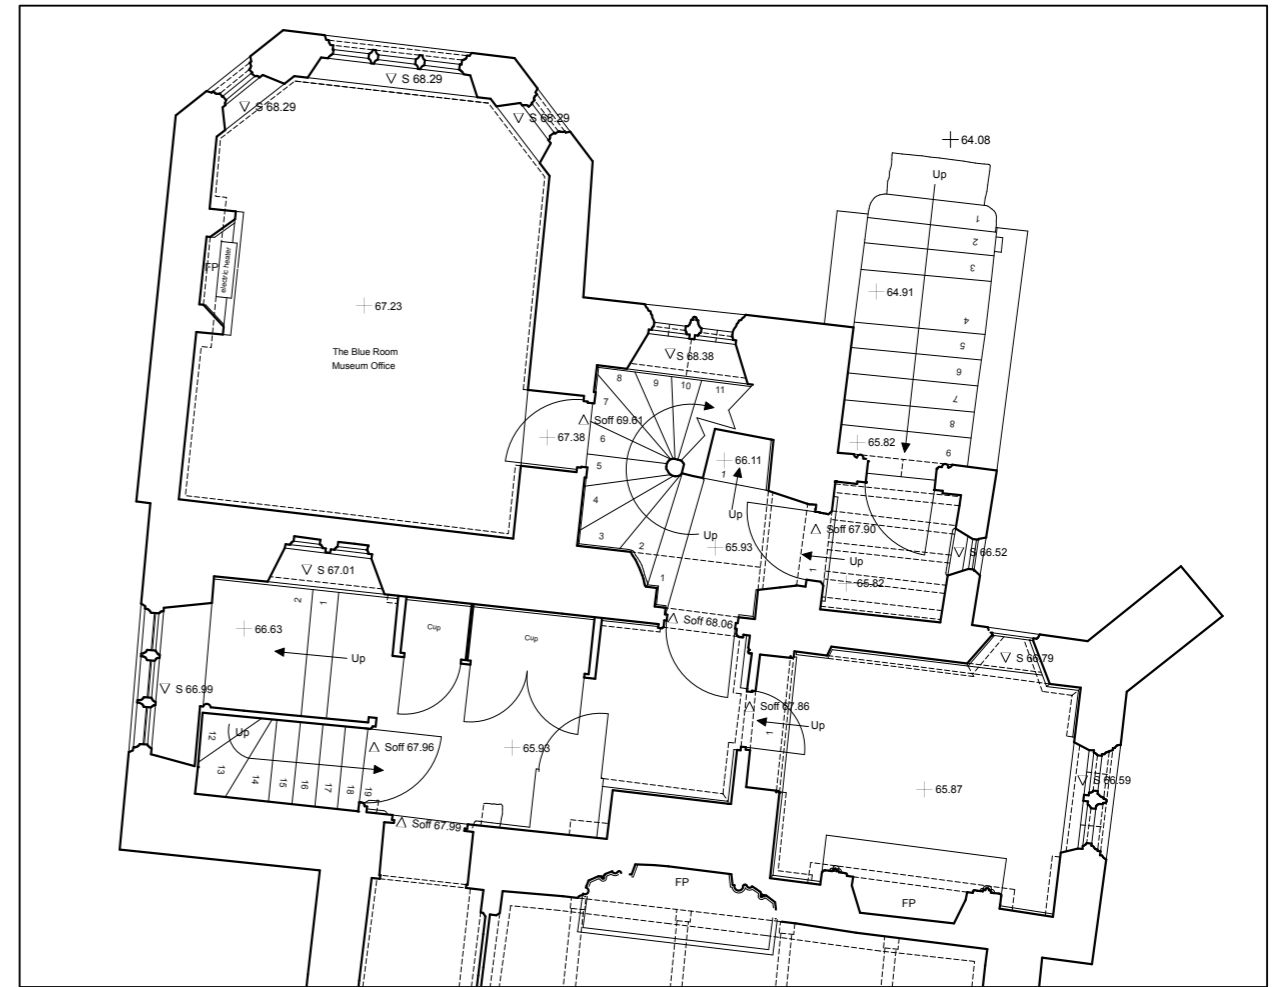 S 68.29
S 68.29
S 68.29
64.08
Up
1
2
3
64.91
4
5
6
7
8
9
65.82
FP
electric heater
67.23
The Blue Room
Museum Office
S 68.38
8
9
10
11
7
Soff 69.61
67.38
6
5
4
3
2
1
66.11
1
Up
Up
65.93
Soff 67.90
Up
1
65.82
S 66.52
S 67.01
2
1
66.63
Up
Cup
Cup
Soff 68.06
S 66.79
S 66.99
Soff 67.86
Up
1
Up
12
13
14
15
16
17
18
19
Soff 67.96
65.93
S 66.59
65.87
Soff 67.99
FP
FP